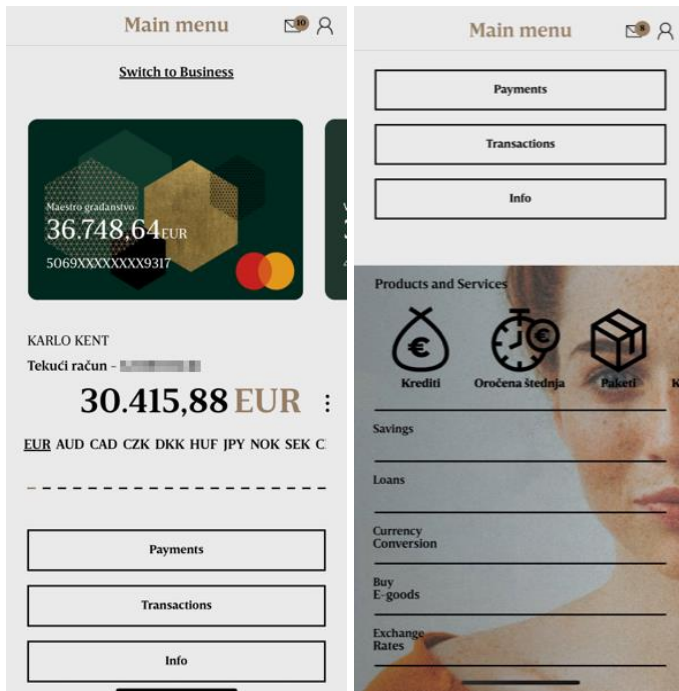 Main menu
10
Switch to Business
Maestro građanstvo
36.748,64EUR
5069XXXXXXXX9317
KARLO KENT
Tekući račun -
30.415,88 EUR
EUR AUD CAD CZK DKK HUF JPY NOK SEK C
Payments
Transactions
Info
Main menu
8
Payments
Transactions
Info
Products and Services
Krediti
Oročena štednja
Paketi
K
Savings
Loans
Currency
Conversion
Buy
E-goods
Exchange
Rates